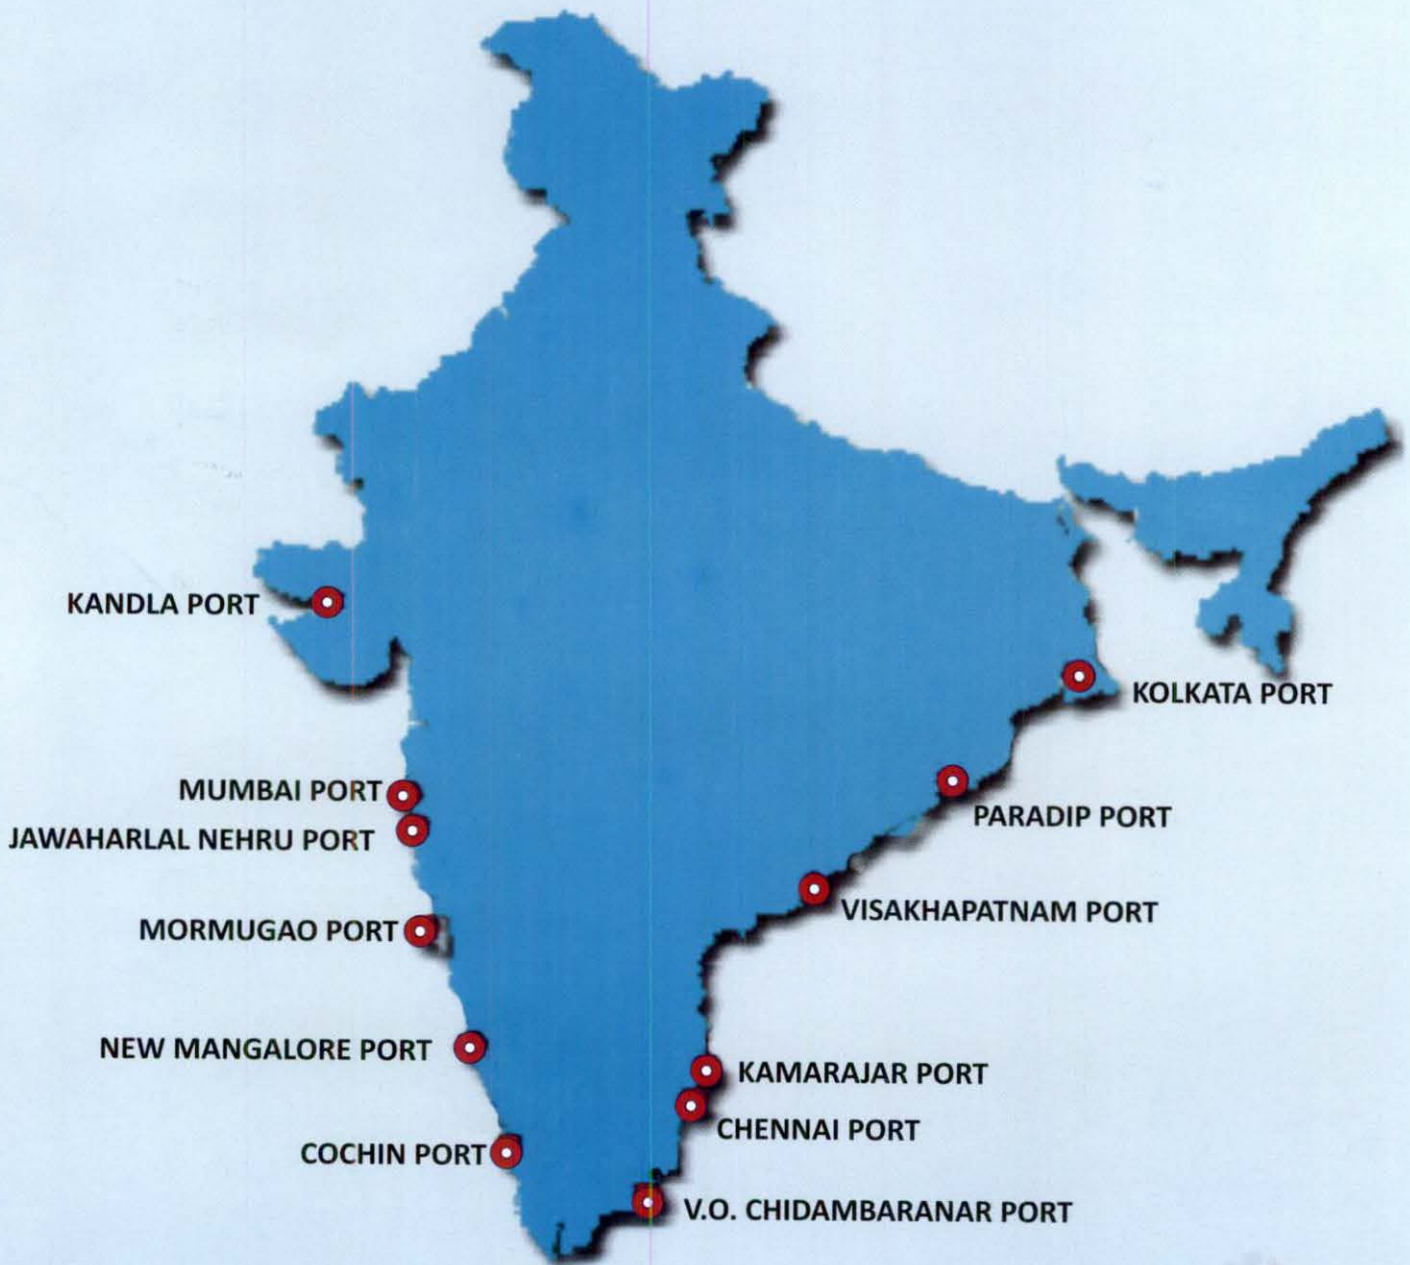 KANDLA PORT
KOLKATA PORT
MUMBAI PORT
PARADIP PORT
JAWAHARLAL NEHRU PORT
VISAKHAPATNAM PORT
MORMUGAO PORT
NEW MANGALORE PORT
KAMARAJAR PORT
CHENNAI PORT
COCHIN PORT
V.O. CHIDAMBARANAR PORT